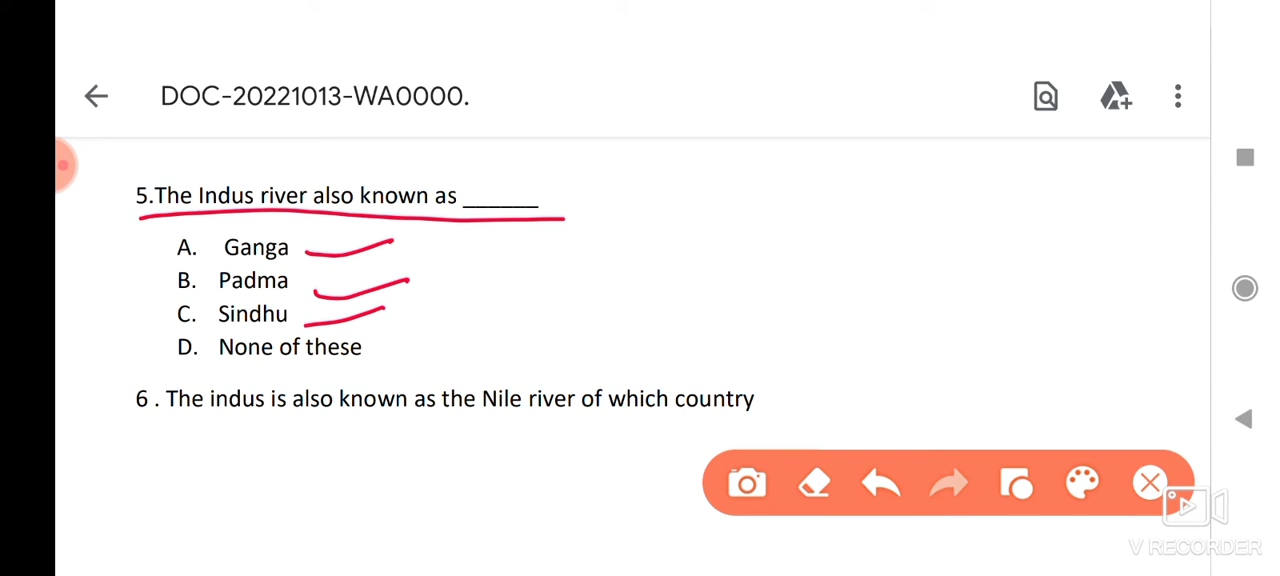 DOC-20221013-WA0000.
5.The Indus river also known as ______
A. Ganga
B. Padma
C. Sindhu
D. None of these
6 . The indus is also known as the Nile river of which country
V RECORDER